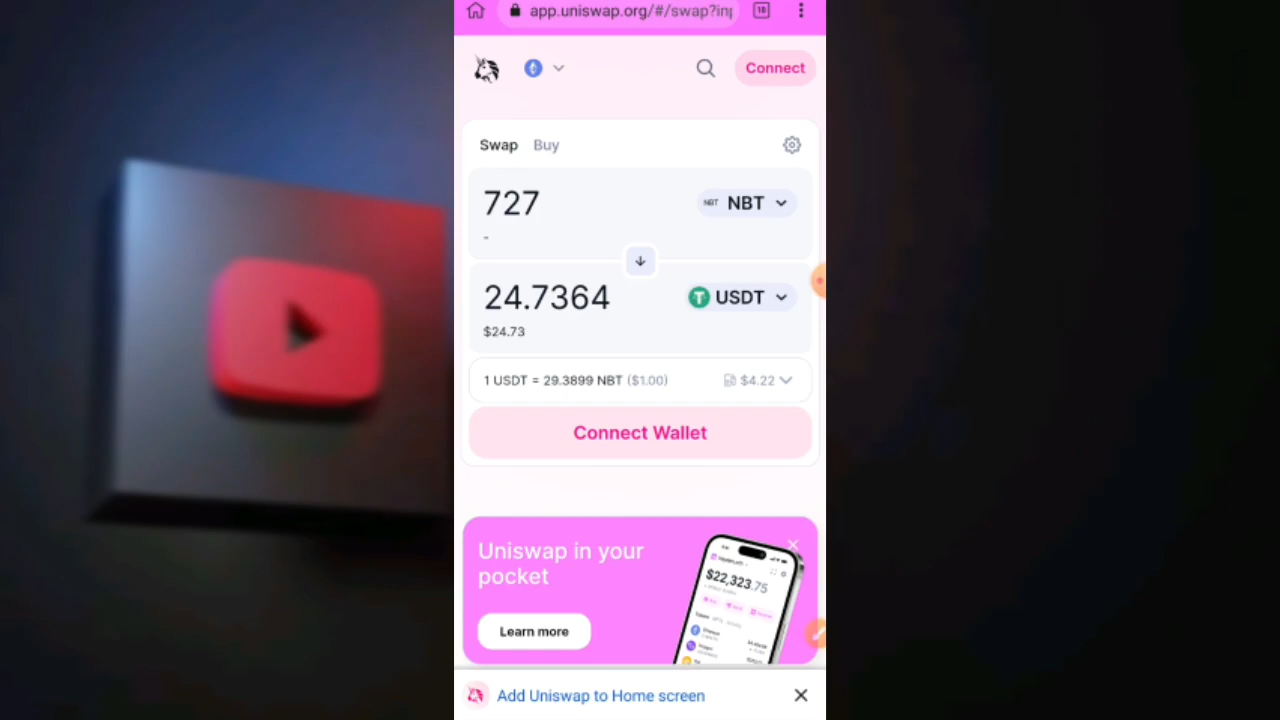 app.uniswap.org/#/swap?in
18
Connect
Swap Buy
727
NBT NBT
-
24.7364
USDT
$24.73
1 USDT = 29.3899 NBT ($1.00)
$4.22
Connect Wallet
Uniswap in your
pocket
$22,323.75
Learn more
Add Uniswap to Home screen